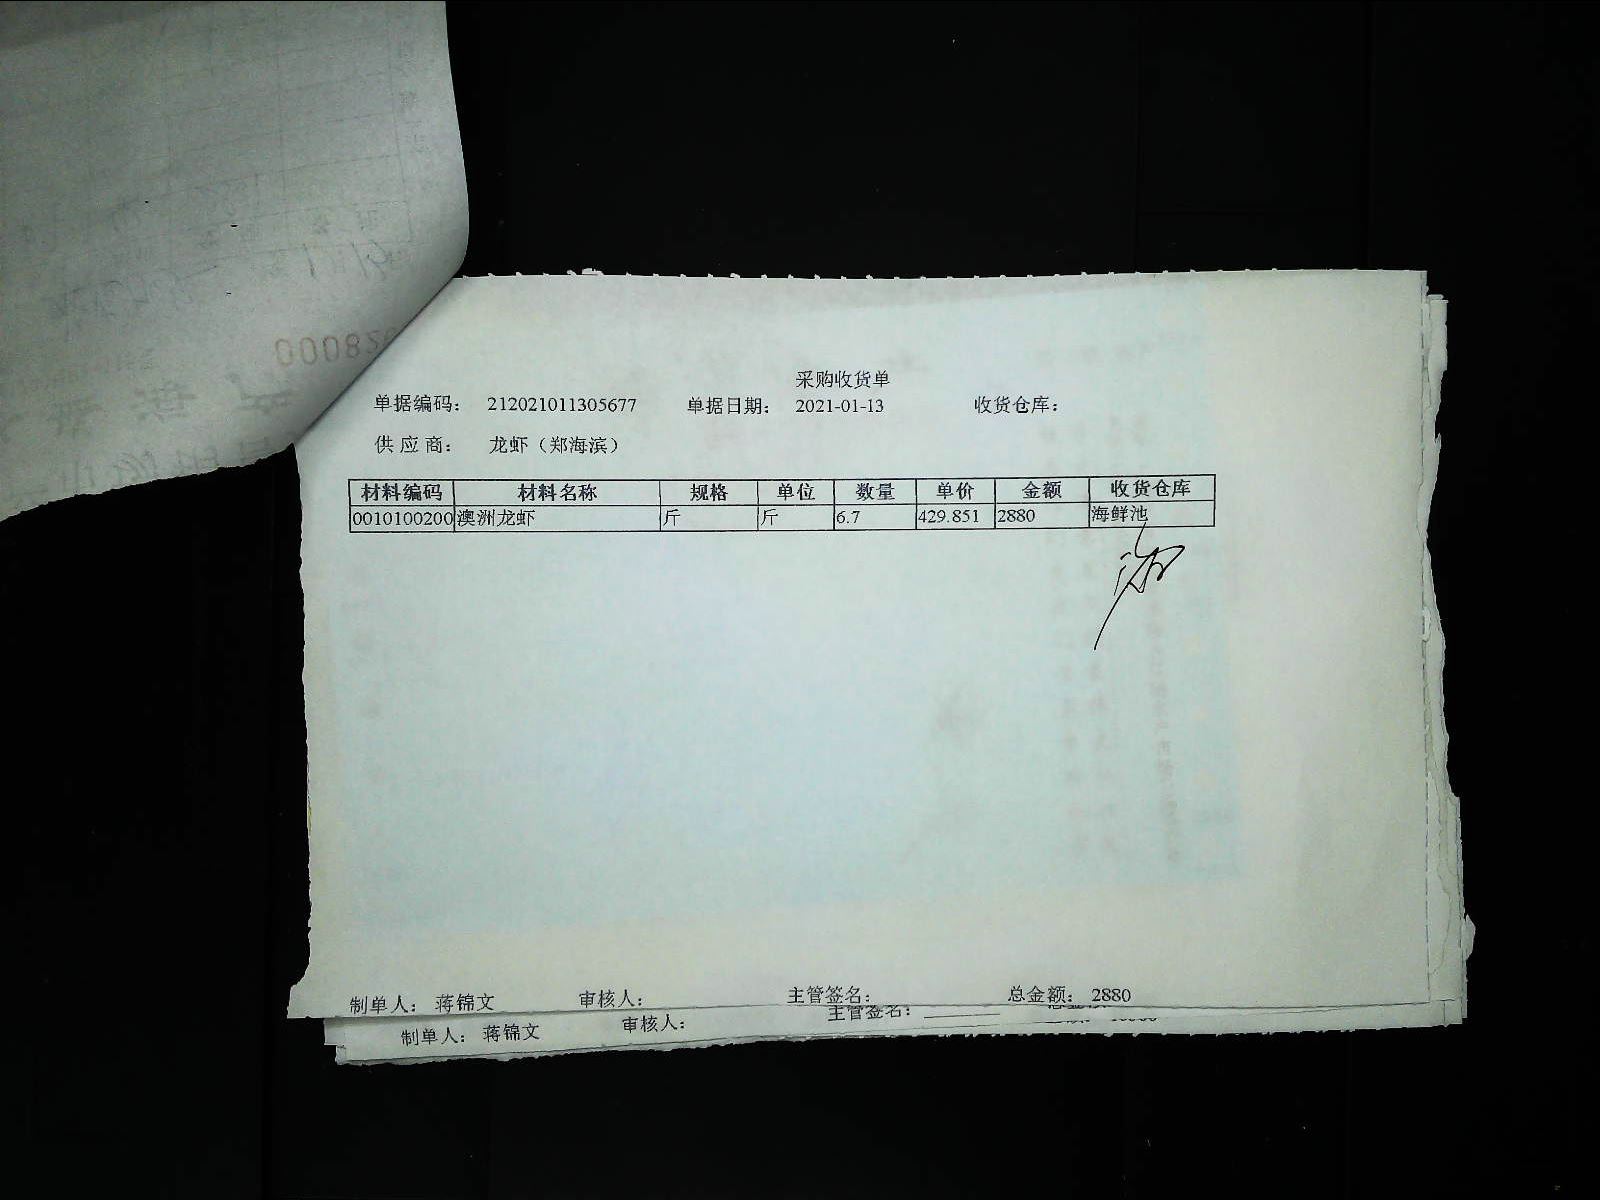 采购收货单
单据编码： 212021011305677 单据日期： 2021-01-13 收货仓库：
供 应 商： 龙虾（郑海滨）
材料编码 材料名称 规格 单位 数量 单价 金额 收货仓库
0010100200 澳洲龙虾 斤 斤 6.7 429.851 2880 海鲜池
制单人： 蒋锦文 审核人： 主管签名： 总金额： 2880
制单人： 蒋锦文 审核人： 主管签名：